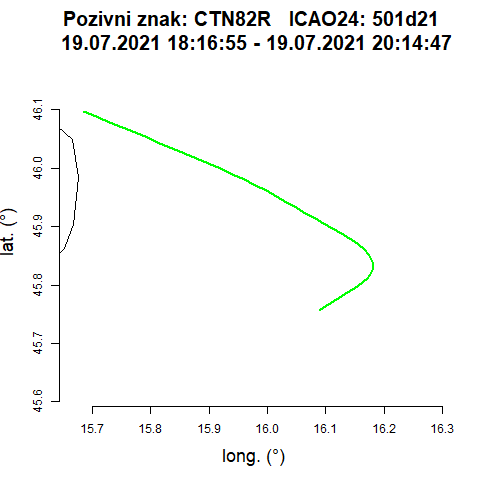 Pozivni znak: CTN82R ICAO24: 501d21
19.07.2021 18:16:55 - 19.07.2021 20:14:47
46.1
46.0
45.9
45.8
45.7
45.6
lat. (°)
15.7 15.8 15.9 16.0 16.1 16.2 16.3
long. (°)